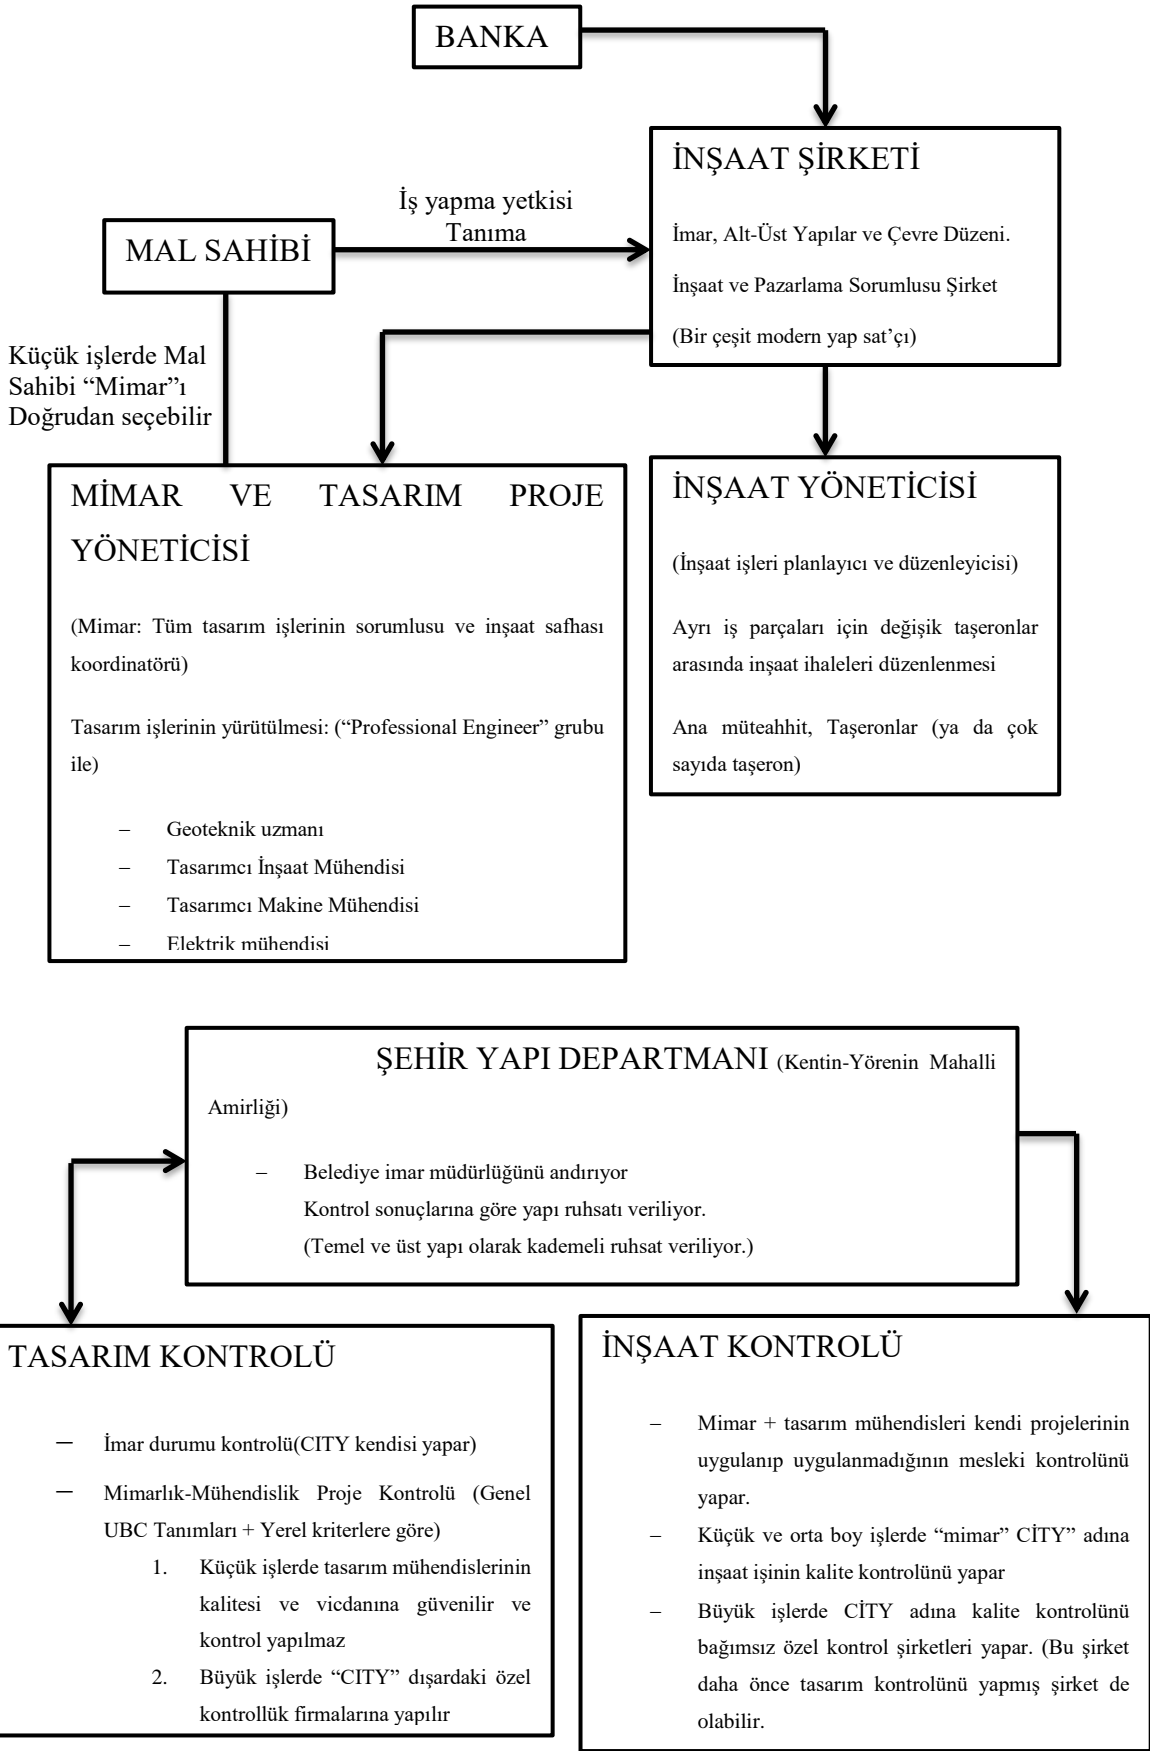 BANKA
İNŞAAT ŞİRKETİ
İmar, Alt-Üst Yapılar ve Çevre Düzeni.
İnşaat ve Pazarlama Sorumlusu Şirket
(Bir çeşit modern yap sat’çı)
İş yapma yetkisi
Tanıma
MAL SAHİBİ
Küçük işlerde Mal
Sahibi “Mimar”ı
Doğrudan seçebilir
MİMAR VE TASARIM PROJE
YÖNETİCİSİ
(Mimar: Tüm tasarım işlerinin sorumlusu ve inşaat safhası
koordinatörü)
Tasarım işlerinin yürütülmesi: (“Professional Engineer” grubu
ile)
– Geoteknik uzmanı
– Tasarımcı İnşaat Mühendisi
– Tasarımcı Makine Mühendisi
– Elektrik mühendisi
İNŞAAT YÖNETİCİSİ
(İnşaat işleri planlayıcı ve düzenleyicisi)
Ayrı iş parçaları için değişik taşeronlar
arasında inşaat ihaleleri düzenlenmesi
Ana müteahhit, Taşeronlar (ya da çok
sayıda taşeron)
ŞEHİR YAPI DEPARTMANI (Kentin-Yörenin Mahalli
Amirliği)
– Belediye imar müdürlüğünü andırıyor
Kontrol sonuçlarına göre yapı ruhsatı veriliyor.
(Temel ve üst yapı olarak kademeli ruhsat veriliyor.)
TASARIM KONTROLÜ
– İmar durumu kontrolü(CITY kendisi yapar)
– Mimarlık-Mühendislik Proje Kontrolü (Genel
UBC Tanımları + Yerel kriterlere göre)
1. Küçük işlerde tasarım mühendislerinin
kalitesi ve vicdanına güvenilir ve
kontrol yapılmaz
2. Büyük işlerde “CITY” dışardaki özel
kontrollük firmalarına yapılır
İNŞAAT KONTROLÜ
– Mimar + tasarım mühendisleri kendi projelerinin
uygulanıp uygulanmadığının mesleki kontrolünü
yapar.
– Küçük ve orta boy işlerde “mimar” CİTY” adına
inşaat işinin kalite kontrolünü yapar
– Büyük işlerde CİTY adına kalite kontrolünü
bağımsız özel kontrol şirketleri yapar. (Bu şirket
daha önce tasarım kontrolünü yapmış şirket de
olabilir.